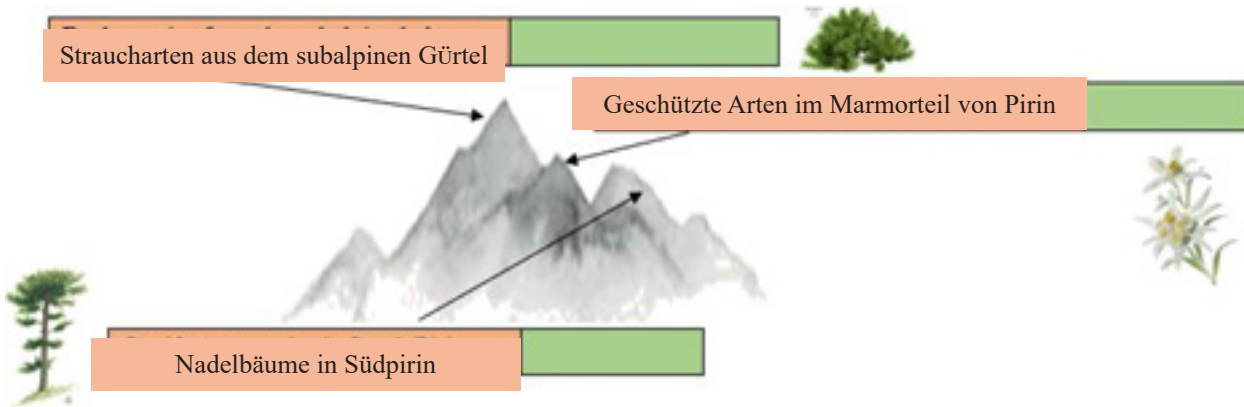 Straucharten aus dem subalpinen Gürtel
Geschützte Arten im Marmorteil von Pirin
Nadelbäume in Südpirin